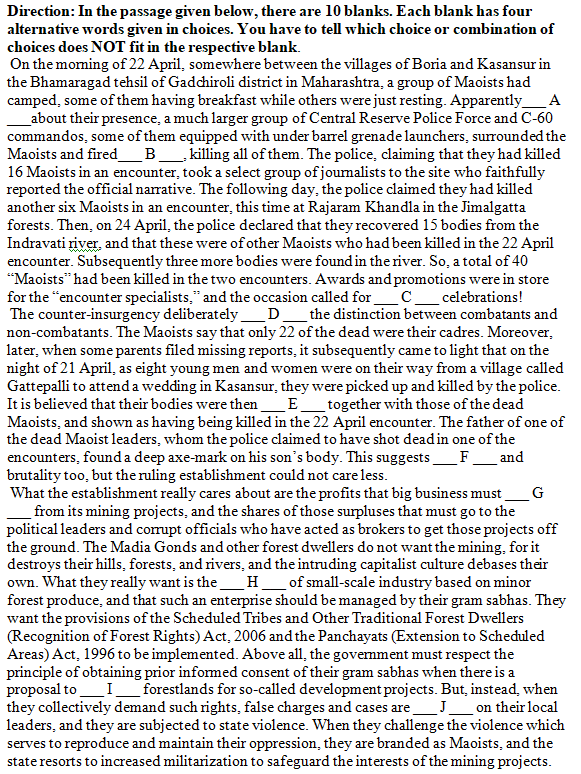 Direction: In the passage given below, there are 10 blanks. Each blank has four
alternative words given in choices. You have to tell which choice or combination of
choices does NOT fit in the respective blank.
On the morning of 22 April, somewhere between the villages of Boria and Kasansur in
the Bhamaragad tehsil of Gadchiroli district in Maharashtra, a group of Maoists had
camped, some of them having breakfast while others were just resting. Apparently___ A
___about their presence, a much larger group of Central Reserve Police Force and C-60
commandos, some of them equipped with under barrel grenade launchers, surrounded the
Maoists and fired___ B ___, killing all of them. The police, claiming that they had killed
16 Maoists in an encounter, took a select group of journalists to the site who faithfully
reported the official narrative. The following day, the police claimed they had killed
another six Maoists in an encounter, this time at Rajaram Khandla in the Jimalgatta
forests. Then, on 24 April, the police declared that they recovered 15 bodies from the
Indravati river, and that these were of other Maoists who had been killed in the 22 April
encounter. Subsequently three more bodies were found in the river. So, a total of 40
“Maoists” had been killed in the two encounters. Awards and promotions were in store
for the “encounter specialists,” and the occasion called for ___ C ___ celebrations!
The counter-insurgency deliberately ___ D ___ the distinction between combatants and
non-combatants. The Maoists say that only 22 of the dead were their cadres. Moreover,
later, when some parents filed missing reports, it subsequently came to light that on the
night of 21 April, as eight young men and women were on their way from a village called
Gattepalli to attend a wedding in Kasansur, they were picked up and killed by the police.
It is believed that their bodies were then ___ E ___ together with those of the dead
Maoists, and shown as having being killed in the 22 April encounter. The father of one of
the dead Maoist leaders, whom the police claimed to have shot dead in one of the
encounters, found a deep axe-mark on his son’s body. This suggests ___ F ___ and
brutality too, but the ruling establishment could not care less.
What the establishment really cares about are the profits that big business must ___ G
___ from its mining projects, and the shares of those surpluses that must go to the
political leaders and corrupt officials who have acted as brokers to get those projects off
the ground. The Madia Gonds and other forest dwellers do not want the mining, for it
destroys their hills, forests, and rivers, and the intruding capitalist culture debases their
own. What they really want is the ___ H ___ of small-scale industry based on minor
forest produce, and that such an enterprise should be managed by their gram sabhas. They
want the provisions of the Scheduled Tribes and Other Traditional Forest Dwellers
(Recognition of Forest Rights) Act, 2006 and the Panchayats (Extension to Scheduled
Areas) Act, 1996 to be implemented. Above all, the government must respect the
principle of obtaining prior informed consent of their gram sabhas when there is a
proposal to ___ I ___ forestlands for so-called development projects. But, instead, when
they collectively demand such rights, false charges and cases are ___ J ___ on their local
leaders, and they are subjected to state violence. When they challenge the violence which
serves to reproduce and maintain their oppression, they are branded as Maoists, and the
state resorts to increased militarization to safeguard the interests of the mining projects.